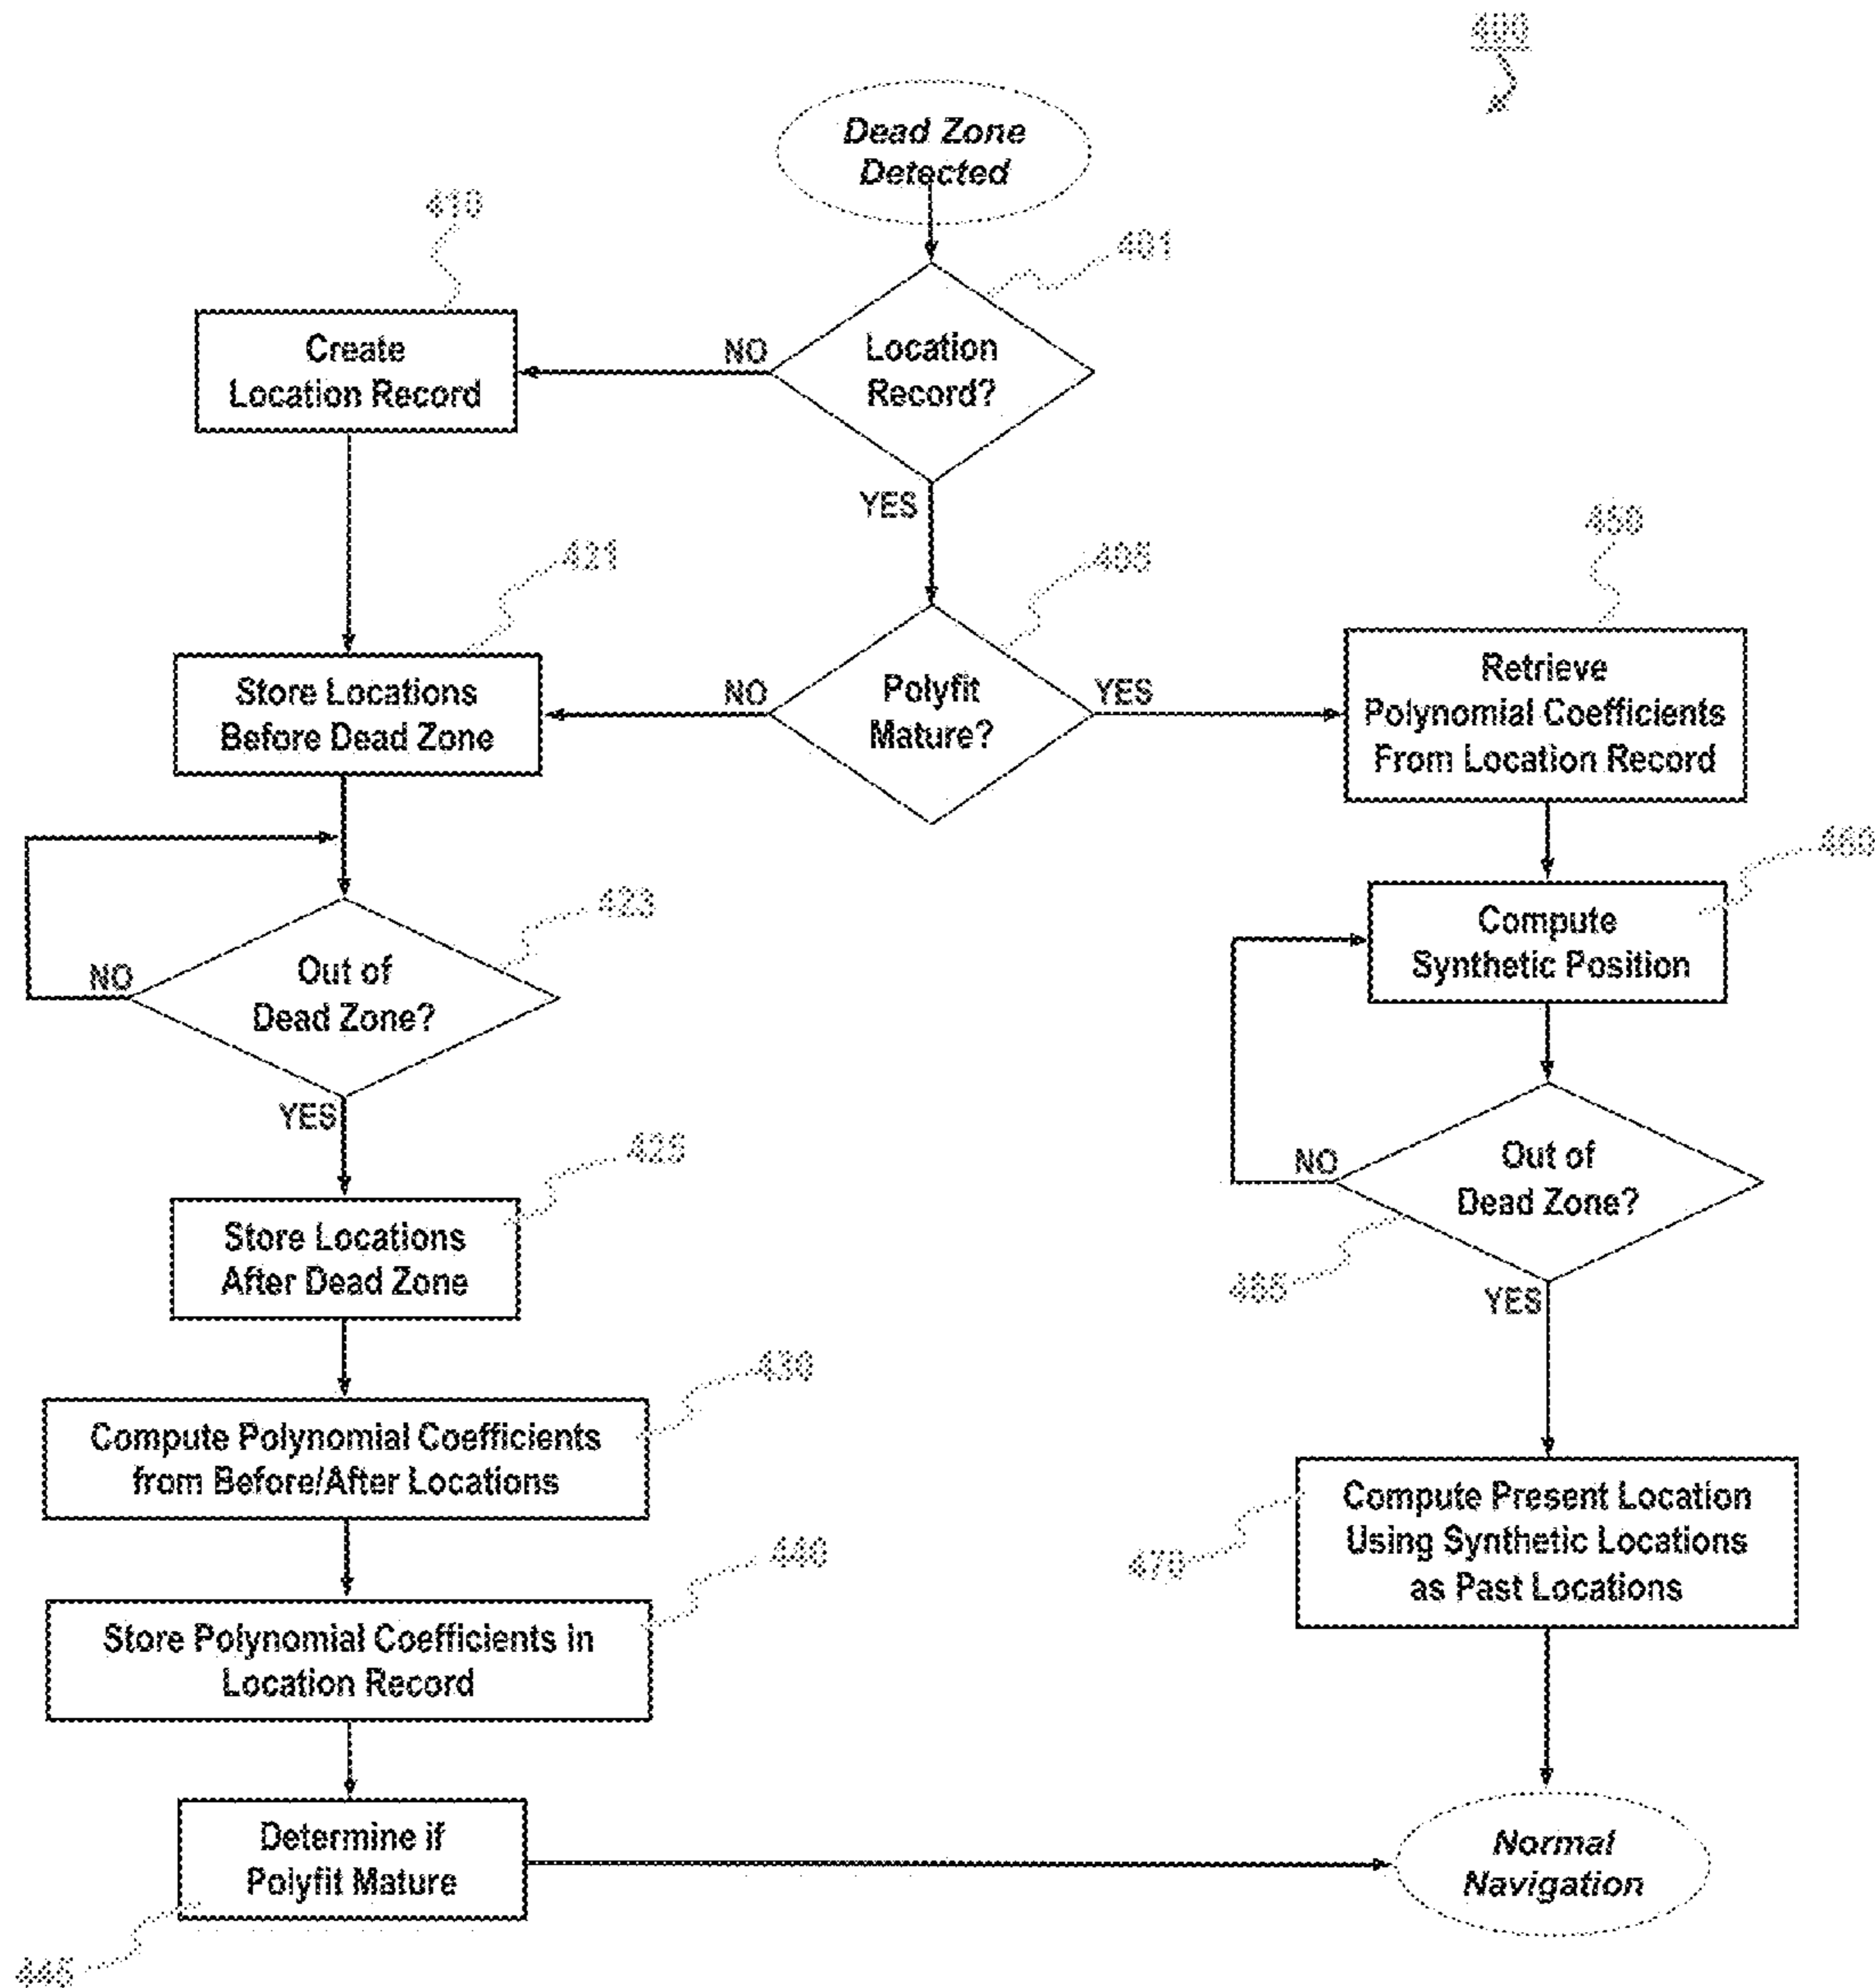 400
Dead Zone
Detected
410
401
Create
Location Record
NO
Location
Record?
YES
421
405
450
Store Locations
Before Dead Zone
NO
Polyfit
Mature?
YES
Retrieve
Polynomial Coefficients
From Location Record
460
423
Compute
Synthetic Position
NO
Out of
Dead Zone?
YES
425
NO
Out of
Dead Zone?
465
YES
Store Locations
After Dead Zone
430
Compute Polynomial Coefficients
from Before/After Locations
Compute Present Location
Using Synthetic Locations
as Past Locations
470
440
Store Polynomial Coefficients in
Location Record
Determine if
Polyfit Mature
445
Normal
Navigation